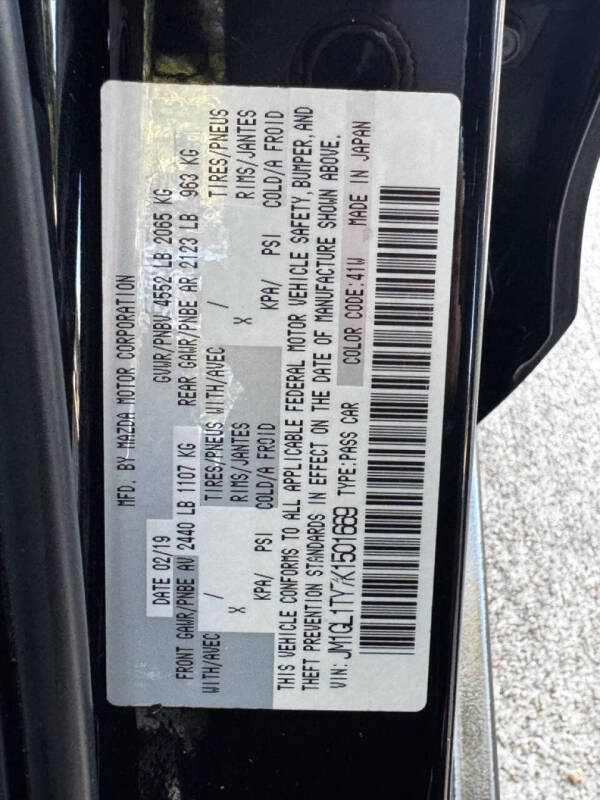 MFD. BY MAZDA MOTOR CORPORATION
DATE 02/19 GVWR/PNBV 4552 LB 2065 KG
FRONT GAWR/PNBE AV 2440 LB 1107 KG REAR GAWR/PNBE AR 2123 LB 963 KG
WITH/AVEC / TIRES/PNEUS WITH/AVEC / TIRES/PNEUS
X RIMS/JANTES X RIMS/JANTES
KPA/ PSI COLD/A FROID KPA/ PSI COLD/A FROID
THIS VEHICLE CONFORMS TO ALL APPLICABLE FEDERAL MOTOR VEHICLE SAFETY, BUMPER, AND
THEFT PREVENTION STANDARDS IN EFFECT ON THE DATE OF MANUFACTURE SHOWN ABOVE.
VIN: JM1GL1TY7K1501669 TYPE:PASS CAR COLOR CODE:41W MADE IN JAPAN